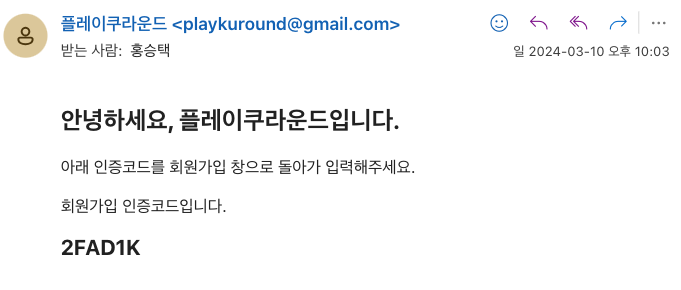 플레이쿠라운드 <playkuround@gmail.com>
받는 사람: 홍승택
일 2024-03-10 오후 10:03
안녕하세요, 플레이쿠라운드입니다.
아래 인증코드를 회원가입 창으로 돌아가 입력해주세요.
회원가입 인증코드입니다.
2FAD1K